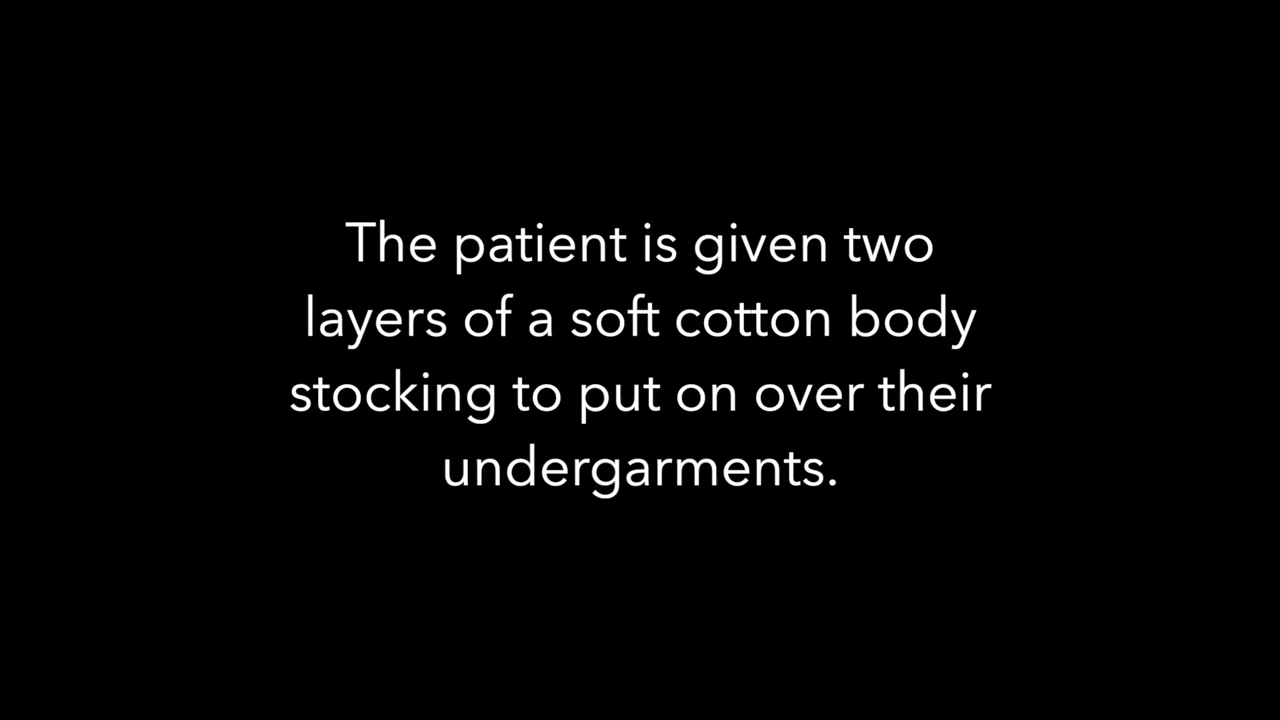 The patient is given two
layers of a soft cotton body
stocking to put on over their
undergarments.